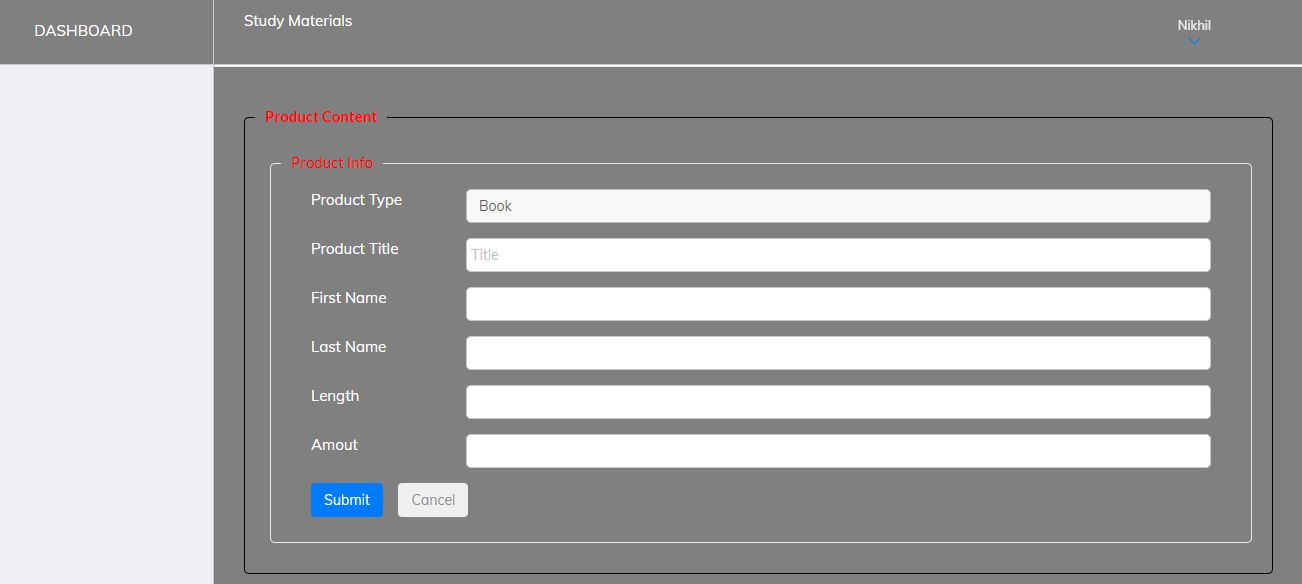 DASHBOARD
Study Materials
Nikhil
Product Content
Product Info
Product Type
Book
Product Title
Title
First Name
Last Name
Length
Amout
Submit
Cancel